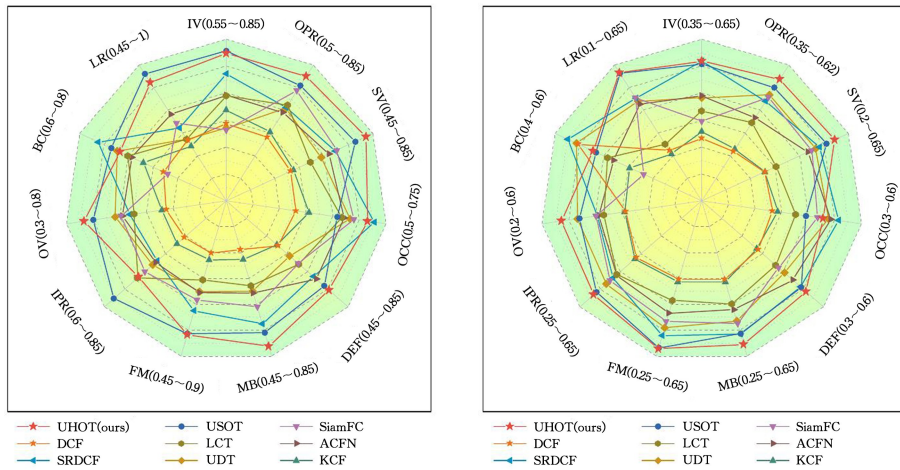 IV(0.55～0.85)
OPR(0.5～0.85)
SV(0.45～0.85)
OCC(0.5～0.75)
DEF(0.45～0.85)
MB(0.45～0.85)
FM(0.45～0.9)
IPR(0.6～0.85)
OV(0.3～0.8)
BC(0.6～0.8)
LR(0.45～1)
UHOT(ours) USOT SiamFC
DCF LCT ACFN
SRDCF UDT KCF
IV(0.35～0.65)
OPR(0.35～0.62)
SV(0.2～0.65)
OCC(0.3～0.6)
DEF(0.3～0.6)
MB(0.25～0.65)
FM(0.25～0.65)
IPR(0.25～0.65)
OV(0.2～0.6)
BC(0.4～0.6)
LR(0.1～0.65)
UHOT(ours) USOT SiamFC
DCF LCT ACFN
SRDCF UDT KCF